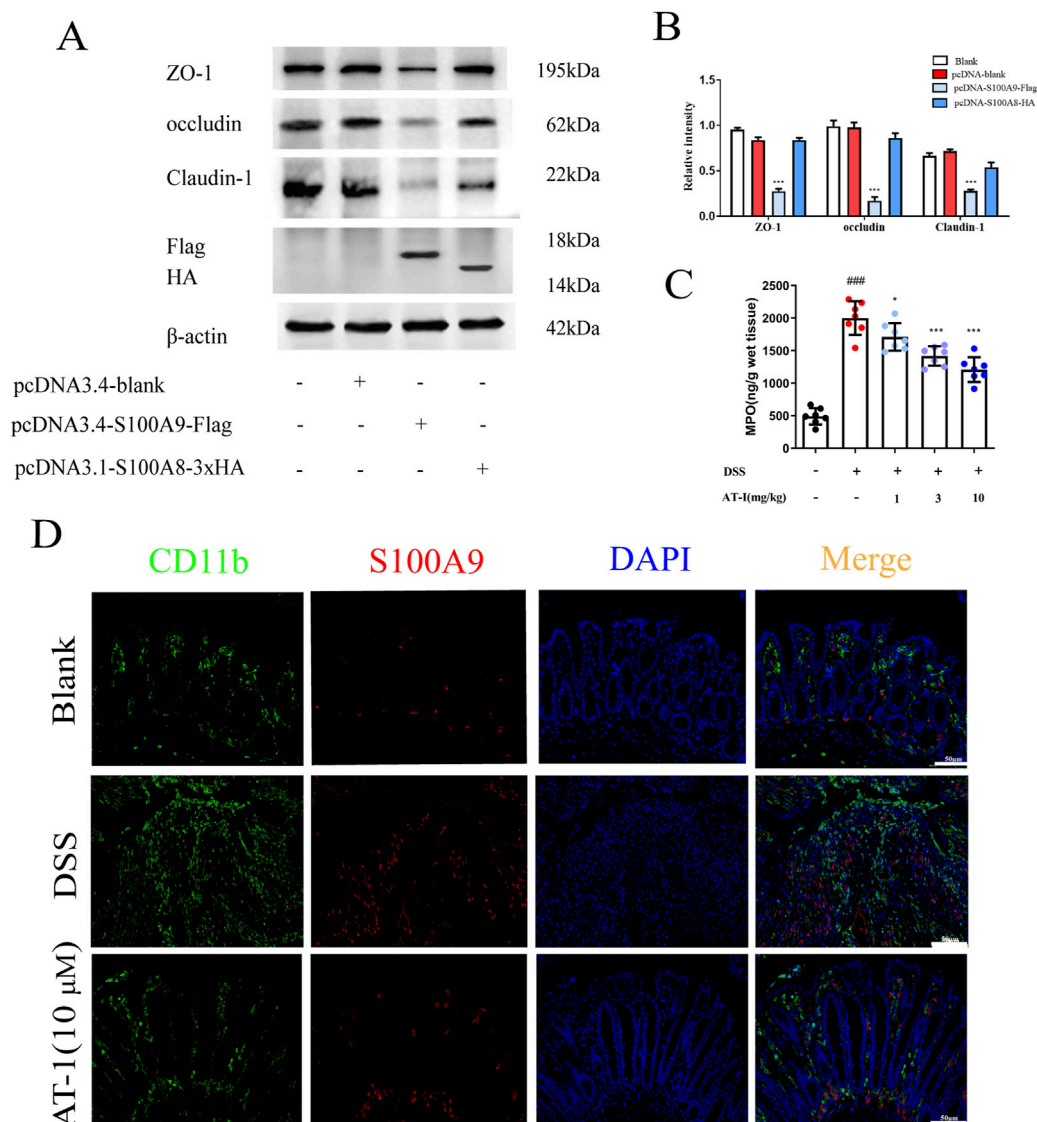 A
ZO-1 195kDa
occludin 62kDa
Claudin-1 22kDa
Flag 18kDa
HA 14kDa
β-actin 42kDa
pcDNA3.4-blank - + - -
pcDNA3.4-S100A9-Flag - - + -
pcDNA3.1-S100A8-3xHA - - - +
B
Blank
pcDNA-blank
pcDNA-S100A9-Flag
pcDNA-S100A8-HA
Relative intensity
1.5
1.0
0.5
0.0
*** *** ***
ZO-1 occludin Claudin-1
C
MPO(ng/g wet tissue)
2500
2000
1500
1000
500
0
### * *** ***
DSS - + + + +
AT-I(mg/kg) - - 1 3 10
D
CD11b S100A9 DAPI Merge
Blank
50μm
DSS
50μm
AT-1(10 μM)
50μm